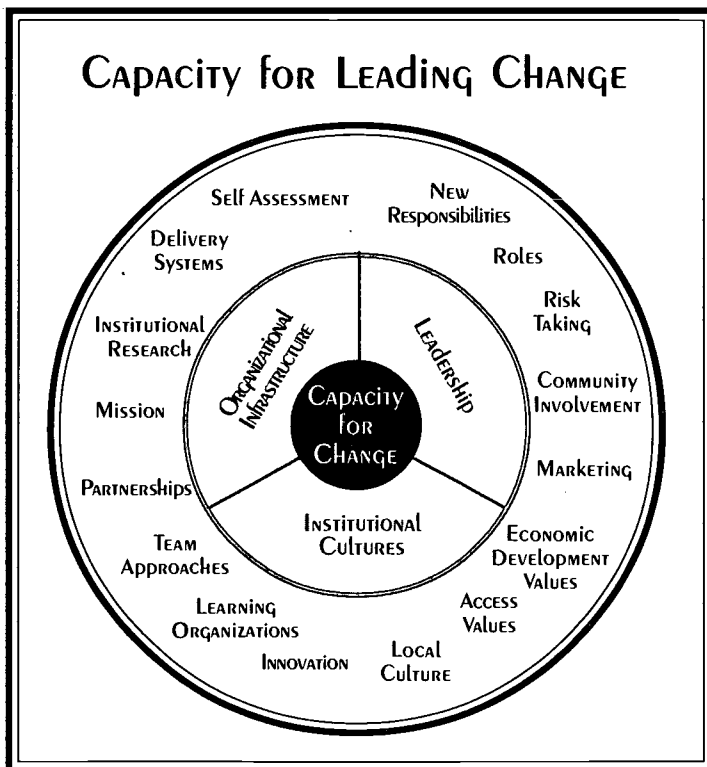 Capacity for Leading Change
Self Assessment
New
Responsibilities
Delivery
Systems
Roles
Risk
Taking
Institutional
Research
Organizational
Infrastructure
Leadership
Community
Involvement
Mission
Capacity
for
Change
Marketing
Partnerships
Institutional
Cultures
Economic
Development
Values
Team
Approaches
Access
Values
Learning
Organizations
Innovation
Local
Culture